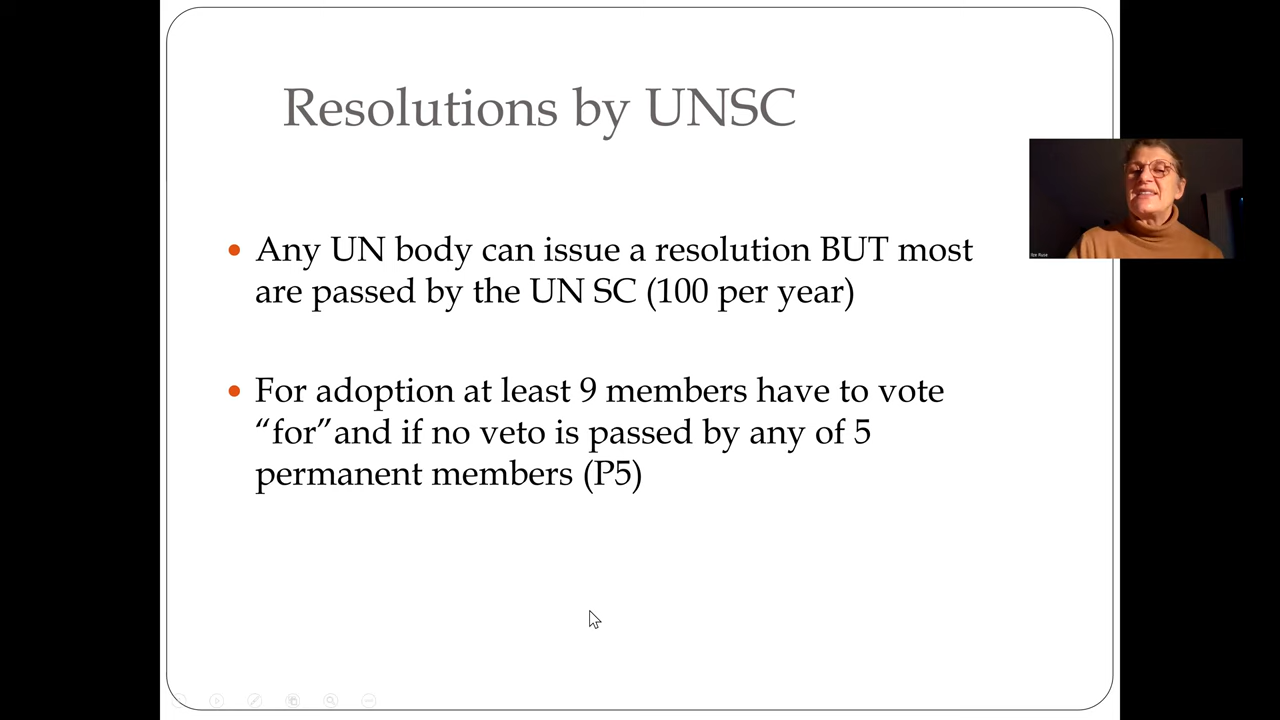 Resolutions by UNSC
Any UN body can issue a resolution BUT most
are passed by the UN SC (100 per year)
For adoption at least 9 members have to vote
“for”and if no veto is passed by any of 5
permanent members (P5)
Ilze Ruse